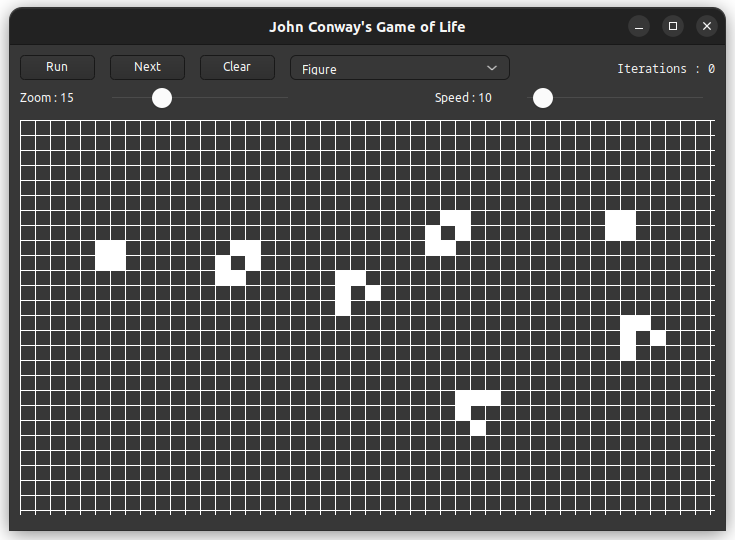 John Conway's Game of Life
Run Next Clear Figure Iterations : 0
Zoom : 15 Speed : 10